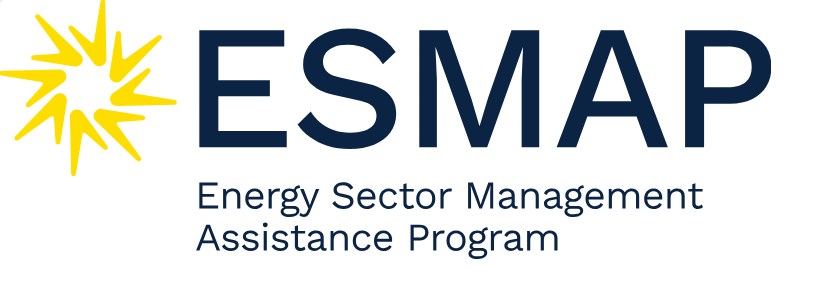 ESMAP
Energy Sector Management
Assistance Program